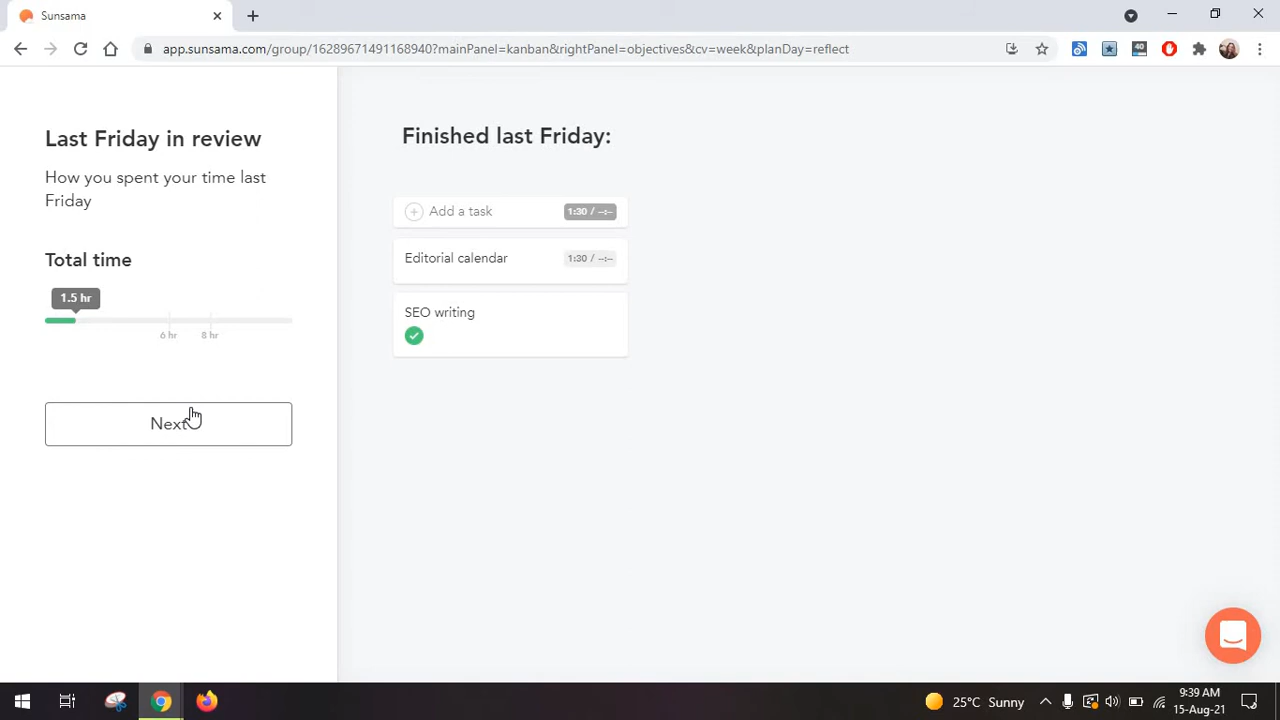 Sunsama
app.sunsama.com/group/16289671491168940?mainPanel=kanban&rightPanel=objectives&cv=week&planDay=reflect
40
Last Friday in review
How you spent your time last
Friday
Total time
1.5 hr
6 hr
8 hr
Next
Finished last Friday:
Add a task
1:30 / --:--
Editorial calendar
1:30 / --:--
SEO writing
25°C Sunny
9:39 AM
15-Aug-21